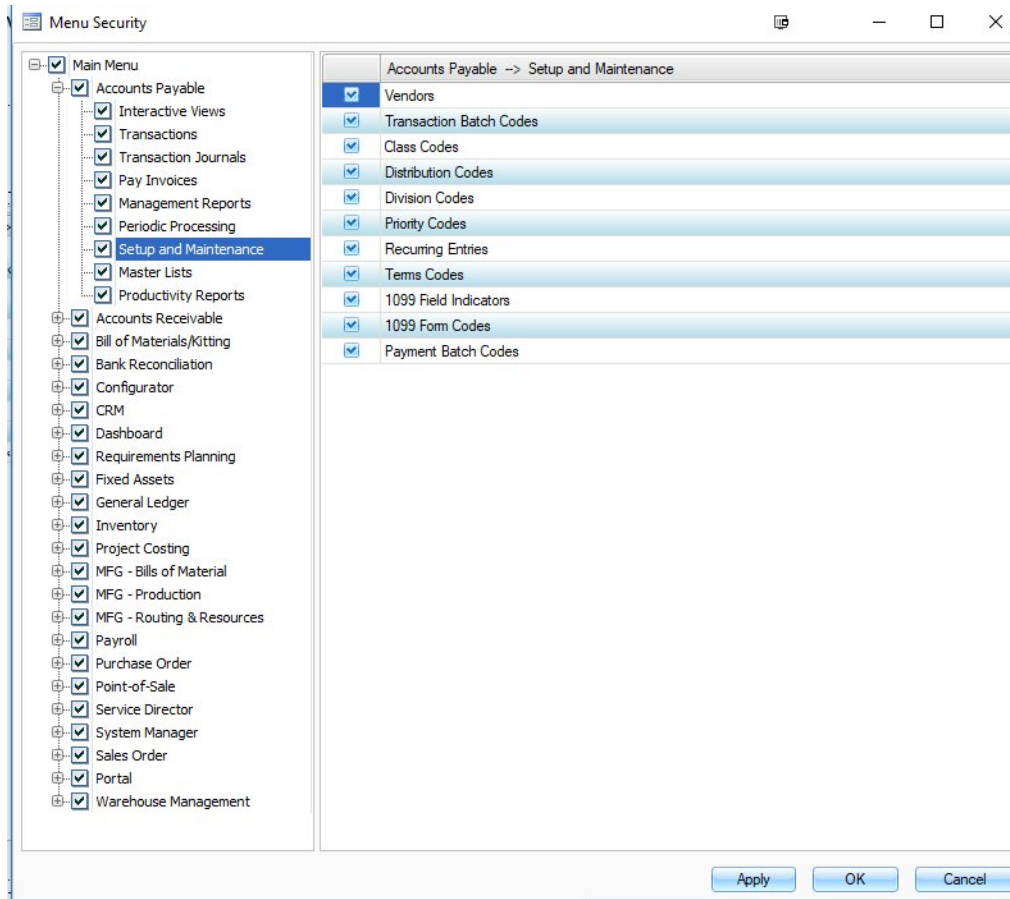 Menu Security
Main Menu
Accounts Payable
Interactive Views
Transactions
Transaction Journals
Pay Invoices
Management Reports
Periodic Processing
Setup and Maintenance
Master Lists
Productivity Reports
Accounts Receivable
Bill of Materials/Kitting
Bank Reconciliation
Configurator
CRM
Dashboard
Requirements Planning
Fixed Assets
General Ledger
Inventory
Project Costing
MFG - Bills of Material
MFG - Production
MFG - Routing & Resources
Payroll
Purchase Order
Point-of-Sale
Service Director
System Manager
Sales Order
Portal
Warehouse Management
Accounts Payable --> Setup and Maintenance
Vendors
Transaction Batch Codes
Class Codes
Distribution Codes
Division Codes
Priority Codes
Recurring Entries
Terms Codes
1099 Field Indicators
1099 Form Codes
Payment Batch Codes
Apply OK Cancel